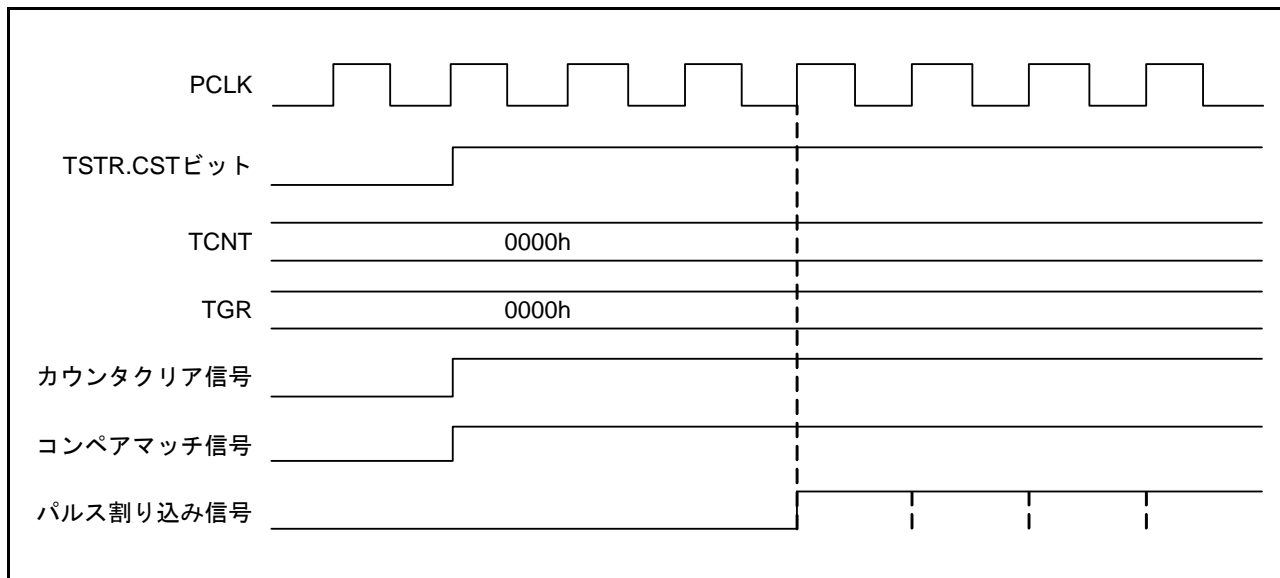 PCLK
TSTR.CSTビット
TCNT 0000h
TGR 0000h
カウンタクリア信号
コンペアマッチ信号
パルス割り込み信号